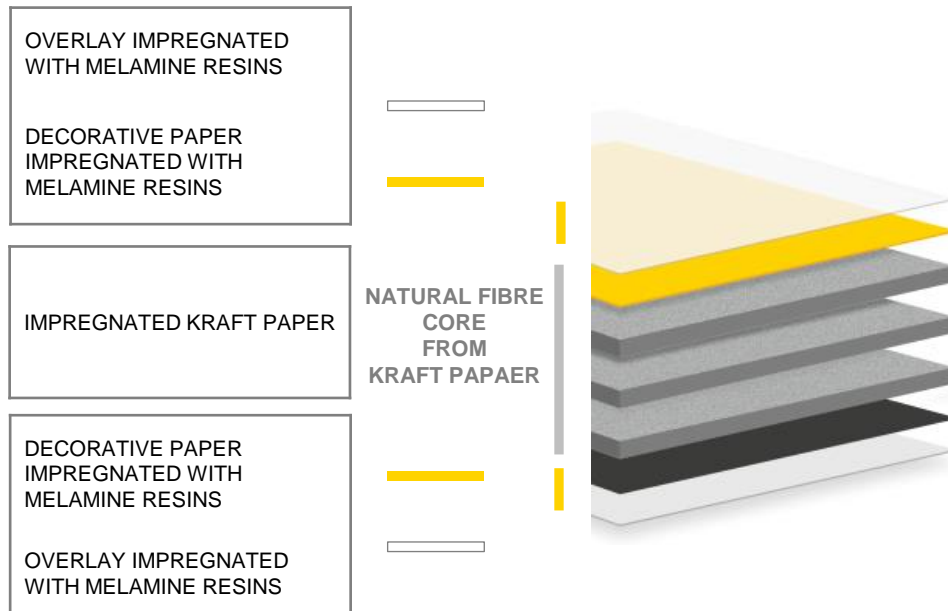 OVERLAY IMPREGNATED
WITH MELAMINE RESINS
DECORATIVE PAPER
IMPREGNATED WITH
MELAMINE RESINS
IMPREGNATED KRAFT PAPER
NATURAL FIBRE
CORE
FROM
KRAFT PAPAER
DECORATIVE PAPER
IMPREGNATED WITH
MELAMINE RESINS
OVERLAY IMPREGNATED
WITH MELAMINE RESINS